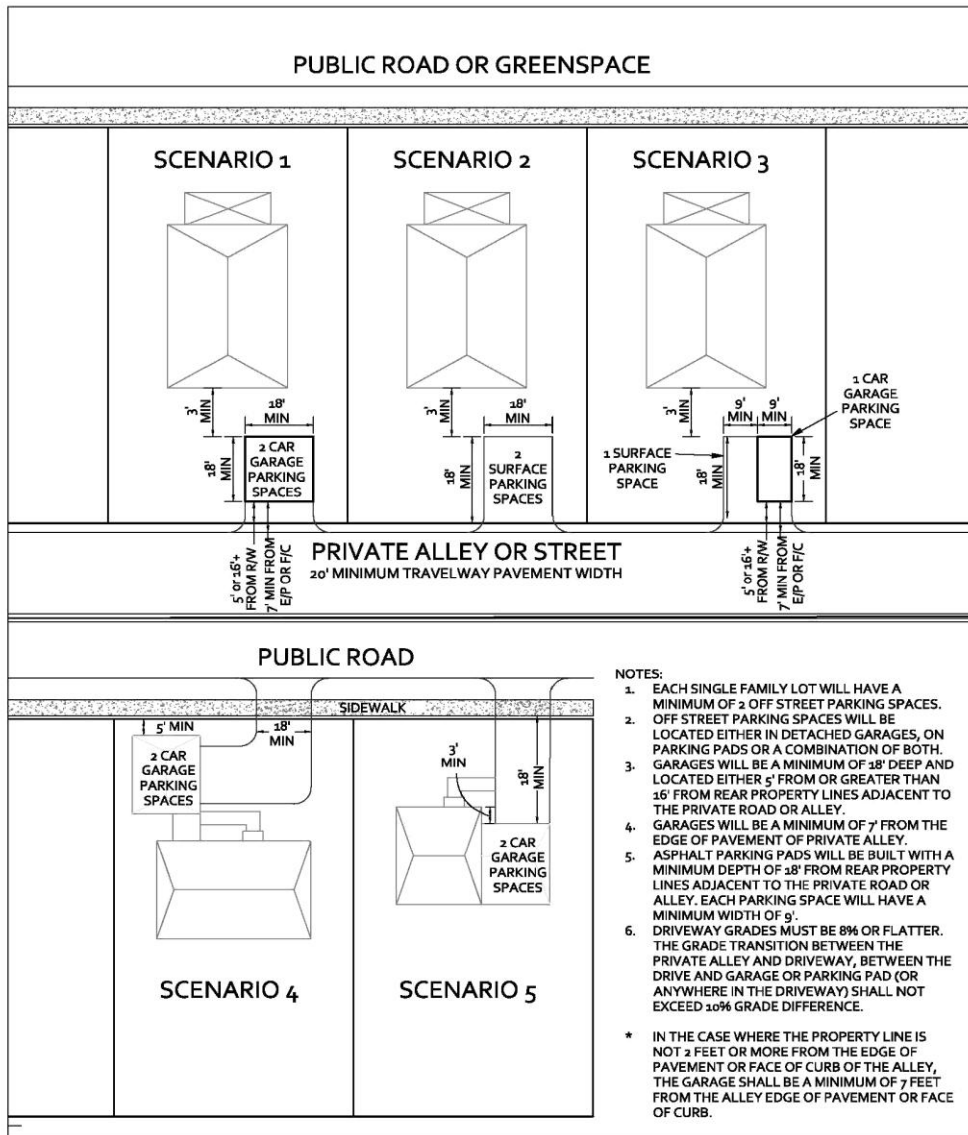 PUBLIC ROAD OR GREENSPACE
SCENARIO 1
SCENARIO 2
SCENARIO 3
3'
MIN
18'
MIN
18'
MIN
2 CAR
GARAGE
PARKING
SPACES
5' or 16'+
FROM R/W
7' MIN FROM
E/P OR F/C
3'
MIN
18'
MIN
18'
MIN
2
SURFACE
PARKING
SPACES
3'
MIN
9'
MIN
9'
MIN
1 CAR
GARAGE
PARKING
SPACE
1 SURFACE
PARKING
SPACE
18'
MIN
18'
MIN
5' or 16'+
FROM R/W
7' MIN FROM
E/P OR F/C
PRIVATE ALLEY OR STREET
20' MINIMUM TRAVELWAY PAVEMENT WIDTH
PUBLIC ROAD
SIDEWALK
5' MIN
18'
MIN
2 CAR
GARAGE
PARKING
SPACES
SCENARIO 4
3'
MIN
18'
MIN
2 CAR
GARAGE
PARKING
SPACES
SCENARIO 5
NOTES:
1. EACH SINGLE FAMILY LOT WILL HAVE A
MINIMUM OF 2 OFF STREET PARKING SPACES.
2. OFF STREET PARKING SPACES WILL BE
LOCATED EITHER IN DETACHED GARAGES, ON
PARKING PADS OR A COMBINATION OF BOTH.
3. GARAGES WILL BE A MINIMUM OF 18' DEEP AND
LOCATED EITHER 5' FROM OR GREATER THAN
16' FROM REAR PROPERTY LINES ADJACENT TO
THE PRIVATE ROAD OR ALLEY.
4. GARAGES WILL BE A MINIMUM OF 7' FROM THE
EDGE OF PAVEMENT OF PRIVATE ALLEY.
5. ASPHALT PARKING PADS WILL BE BUILT WITH A
MINIMUM DEPTH OF 18' FROM REAR PROPERTY
LINES ADJACENT TO THE PRIVATE ROAD OR
ALLEY. EACH PARKING SPACE WILL HAVE A
MINIMUM WIDTH OF 9'.
6. DRIVEWAY GRADES MUST BE 8% OR FLATTER.
THE GRADE TRANSITION BETWEEN THE
PRIVATE ALLEY AND DRIVEWAY, BETWEEN THE
DRIVE AND GARAGE OR PARKING PAD (OR
ANYWHERE IN THE DRIVEWAY) SHALL NOT
EXCEED 10% GRADE DIFFERENCE.
* IN THE CASE WHERE THE PROPERTY LINE IS
NOT 2 FEET OR MORE FROM THE EDGE OF
PAVEMENT OR FACE OF CURB OF THE ALLEY,
THE GARAGE SHALL BE A MINIMUM OF 7 FEET
FROM THE ALLEY EDGE OF PAVEMENT OR FACE
OF CURB.